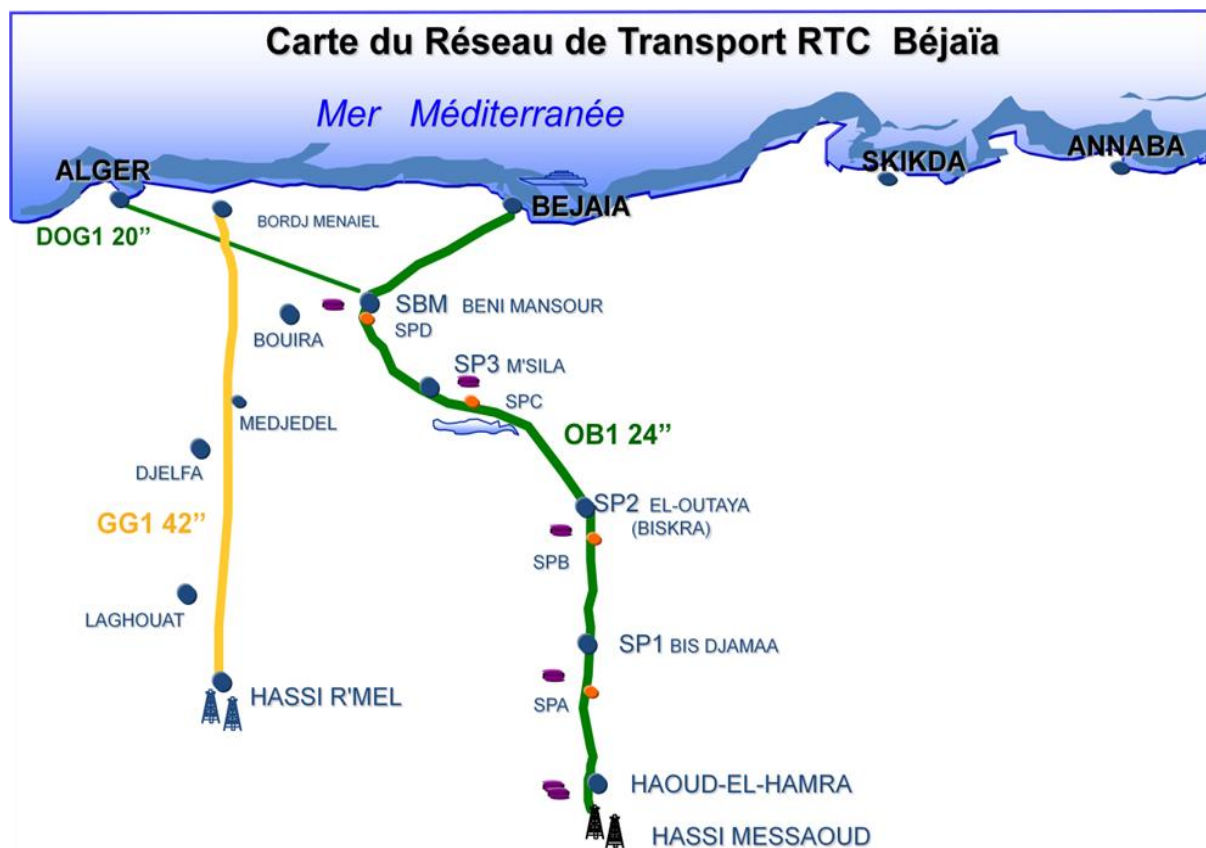 Carte du Réseau de Transport RTC Béjaïa
Mer Méditerranée
ALGER
SKIKDA
ANNABA
BEJAIA
BORDJ MENAIEL
DOG1 20”
SBM BENI MANSOUR
BOUIRA
SPD
SP3 M'SILA
SPC
MEDJEDEL
OB1 24”
DJELFA
SP2 EL-OUTAYA
(BISKRA)
GG1 42”
SPB
LAGHOUAT
SP1 BIS DJAMAA
HASSI R'MEL
SPA
HAOUD-EL-HAMRA
HASSI MESSAOUD